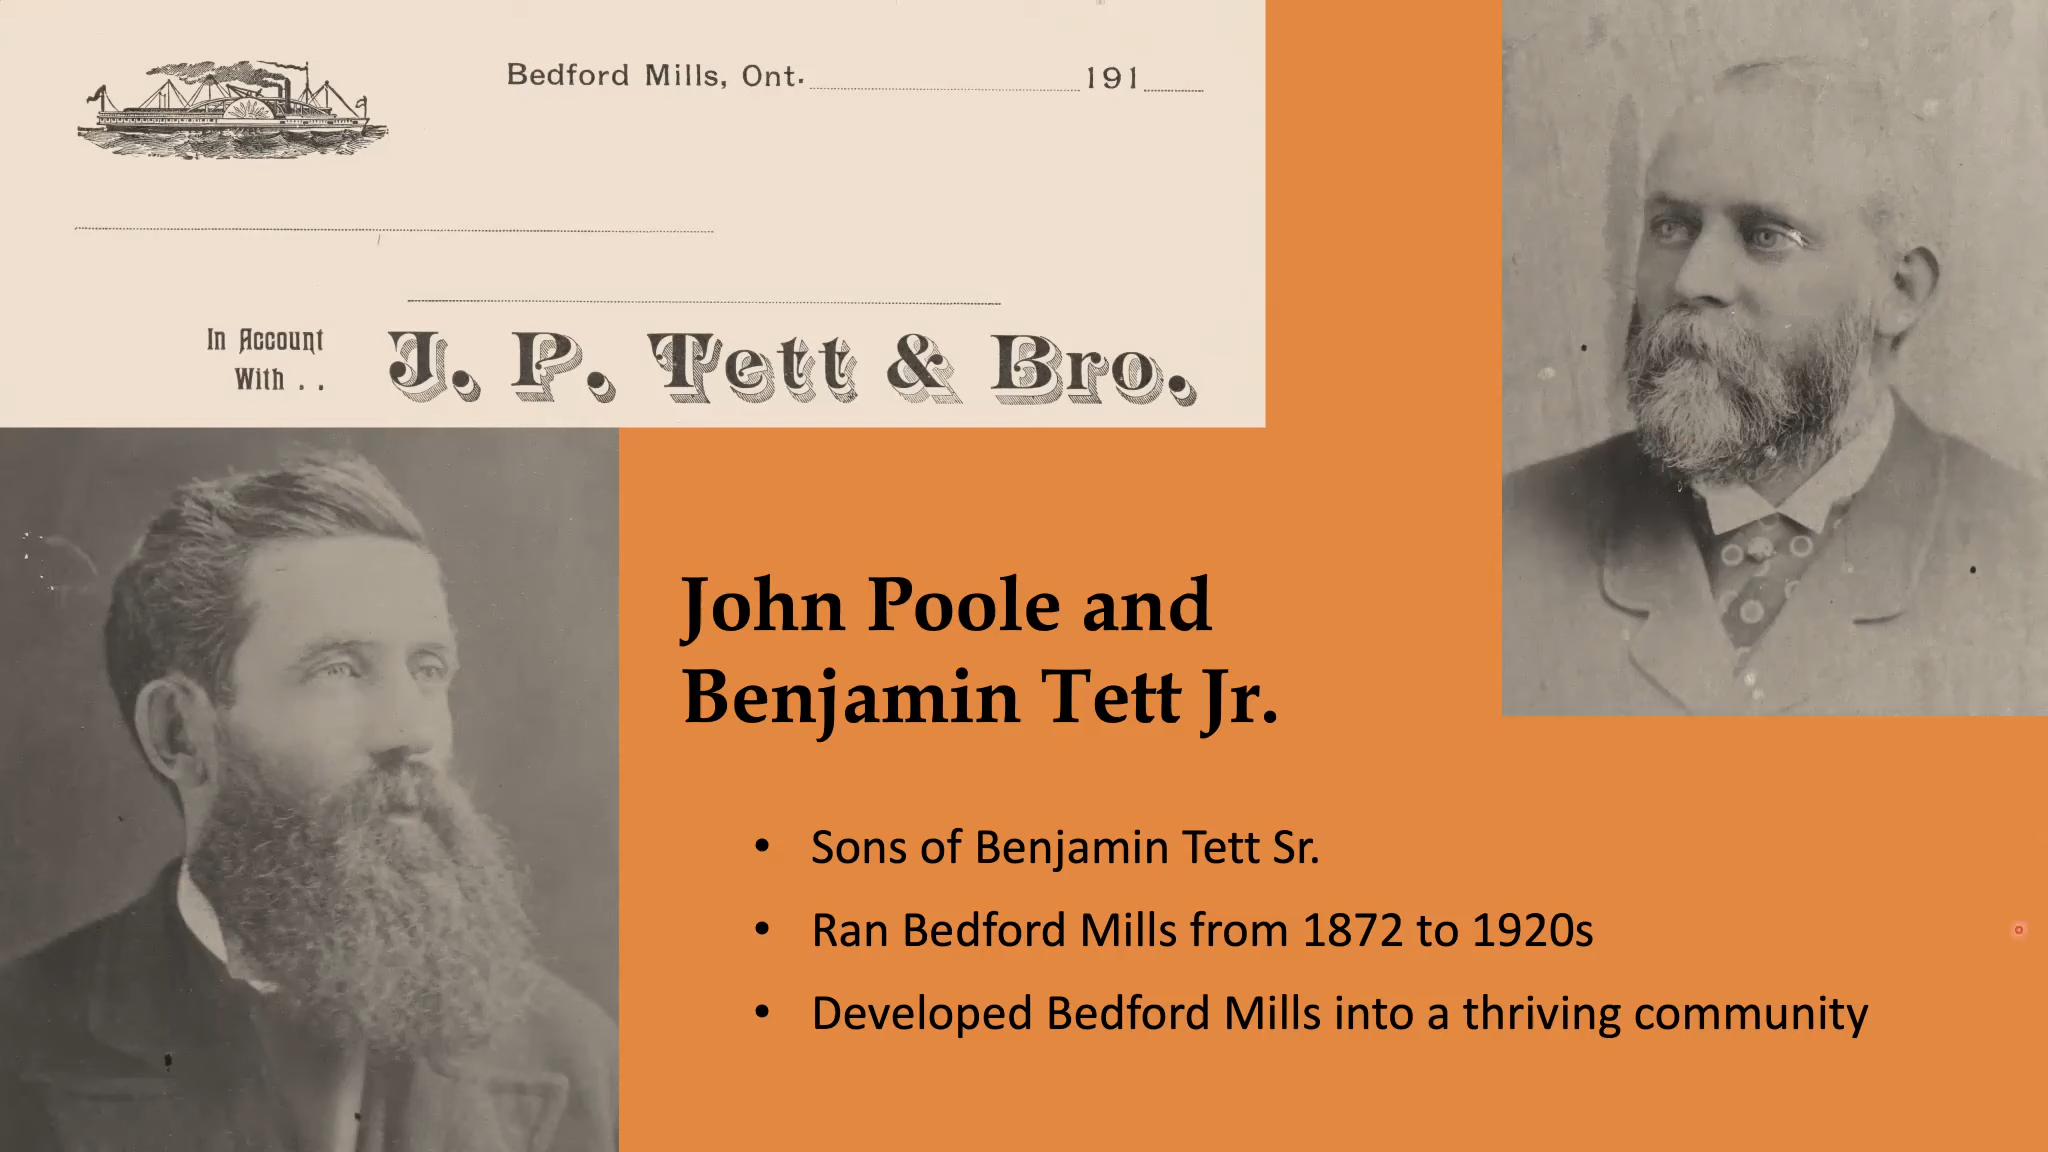 Bedford Mills, Ont. 191
In Account
With . .
J. P. Tett & Bro.
John Poole and
Benjamin Tett Jr.
• Sons of Benjamin Tett Sr.
• Ran Bedford Mills from 1872 to 1920s
• Developed Bedford Mills into a thriving community